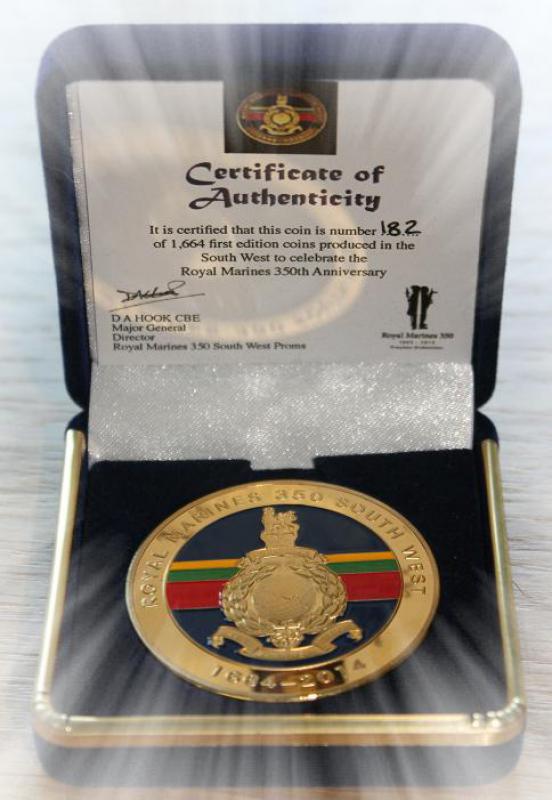 Certificate of
Authenticity
It is certified that this coin is number 182
of 1,664 first edition coins produced in the
South West to celebrate the
Royal Marines 350th Anniversary
D A HOOK CBE
Major General
Director
Royal Marines 350 South West Proms
Royal Marines 350
ROYAL MARINES 350 SOUTH WEST
1664-2014